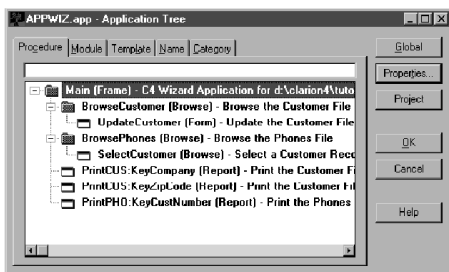 APPWIZ.app - Application Tree
Procedure Module Template Name Category
Main (Frame) - C4 Wizard Application for d:\clarion4\tuto
BrowseCustomer (Browse) - Browse the Customer File
UpdateCustomer (Form) - Update the Customer File
BrowsePhones (Browse) - Browse the Phones File
SelectCustomer (Browse) - Select a Customer Reco
PrintCUS:KeyCompany (Report) - Print the Customer Fi
PrintCUS:KeyZipCode (Report) - Print the Customer Fil
PrintPHO:KeyCustNumber (Report) - Print the Phones
Global
Properties...
Project
OK
Cancel
Help